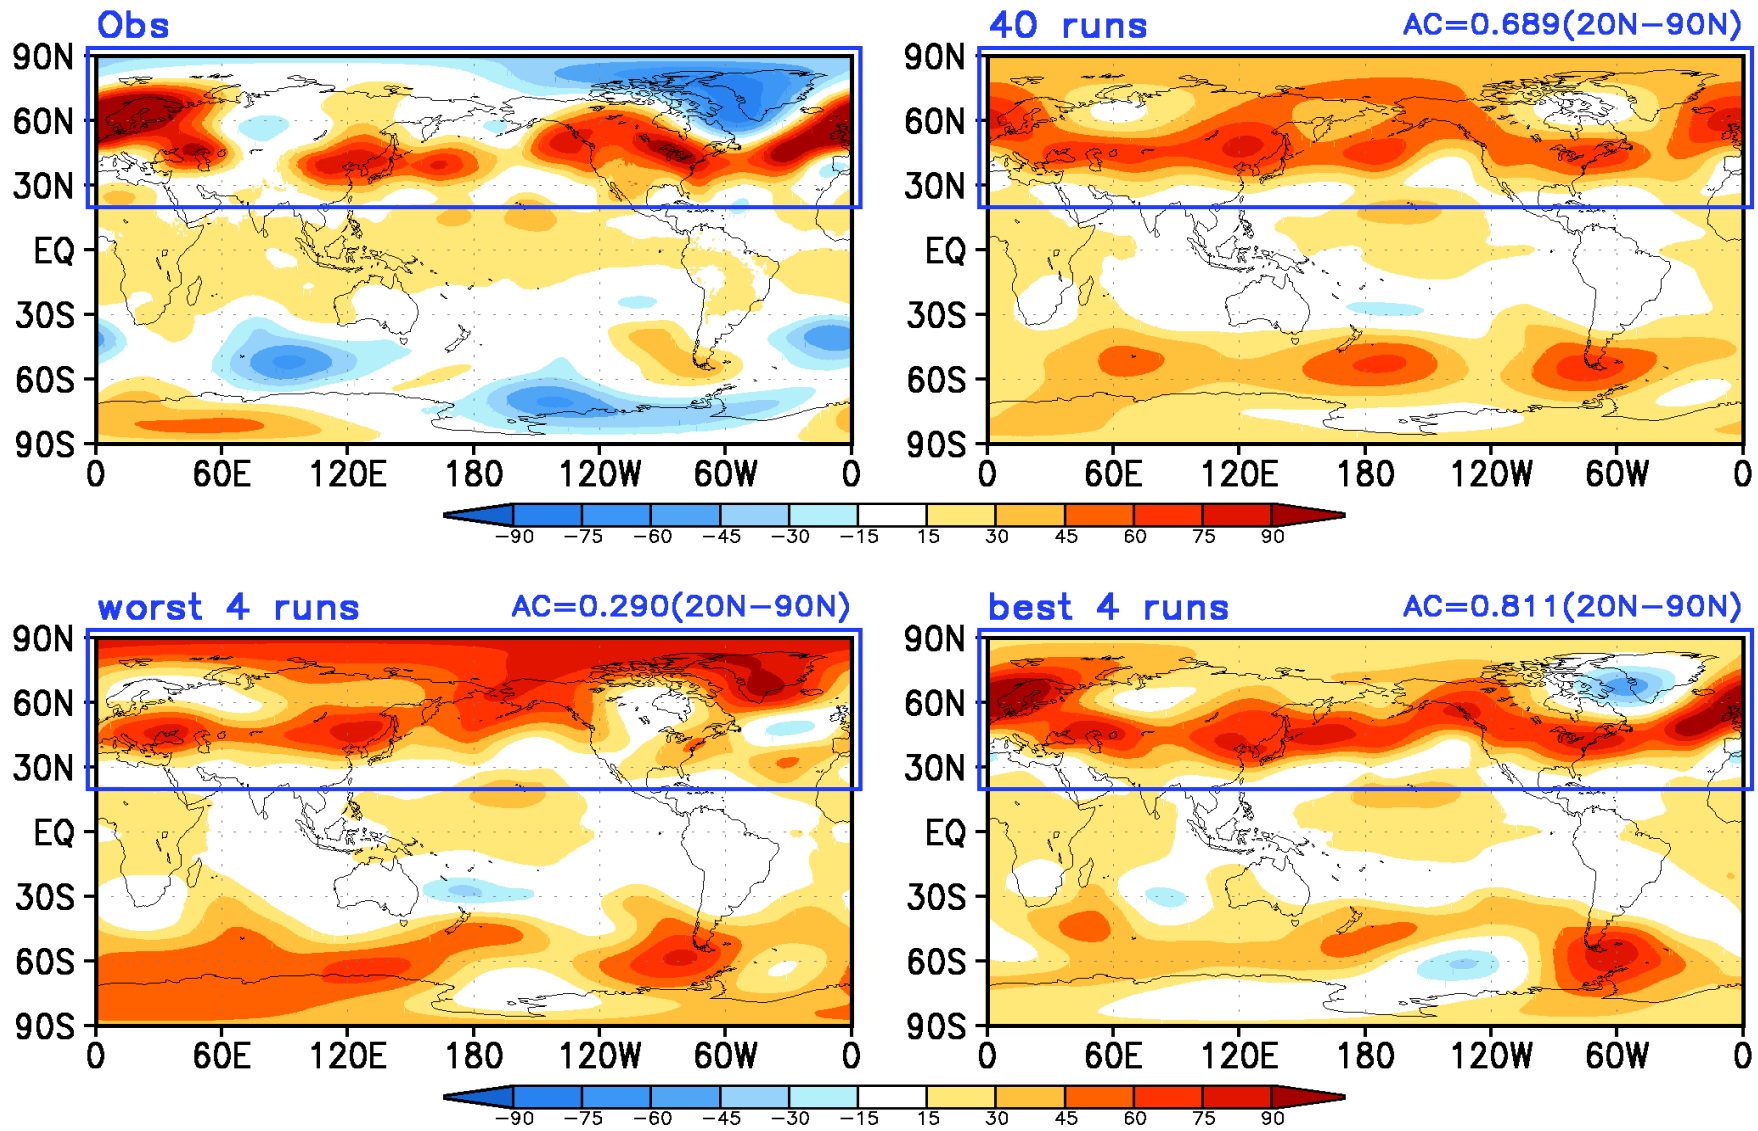 Obs
40 runs AC=0.689(20N−90N)
90N
60N
30N
EQ
30S
60S
90S
0 60E 120E 180 120W 60W 0
90N
60N
30N
EQ
30S
60S
90S
0 60E 120E 180 120W 60W 0
−90 −75 −60 −45 −30 −15 15 30 45 60 75 90
worst 4 runs AC=0.290(20N−90N)
best 4 runs AC=0.811(20N−90N)
90N
60N
30N
EQ
30S
60S
90S
0 60E 120E 180 120W 60W 0
90N
60N
30N
EQ
30S
60S
90S
0 60E 120E 180 120W 60W 0
−90 −75 −60 −45 −30 −15 15 30 45 60 75 90